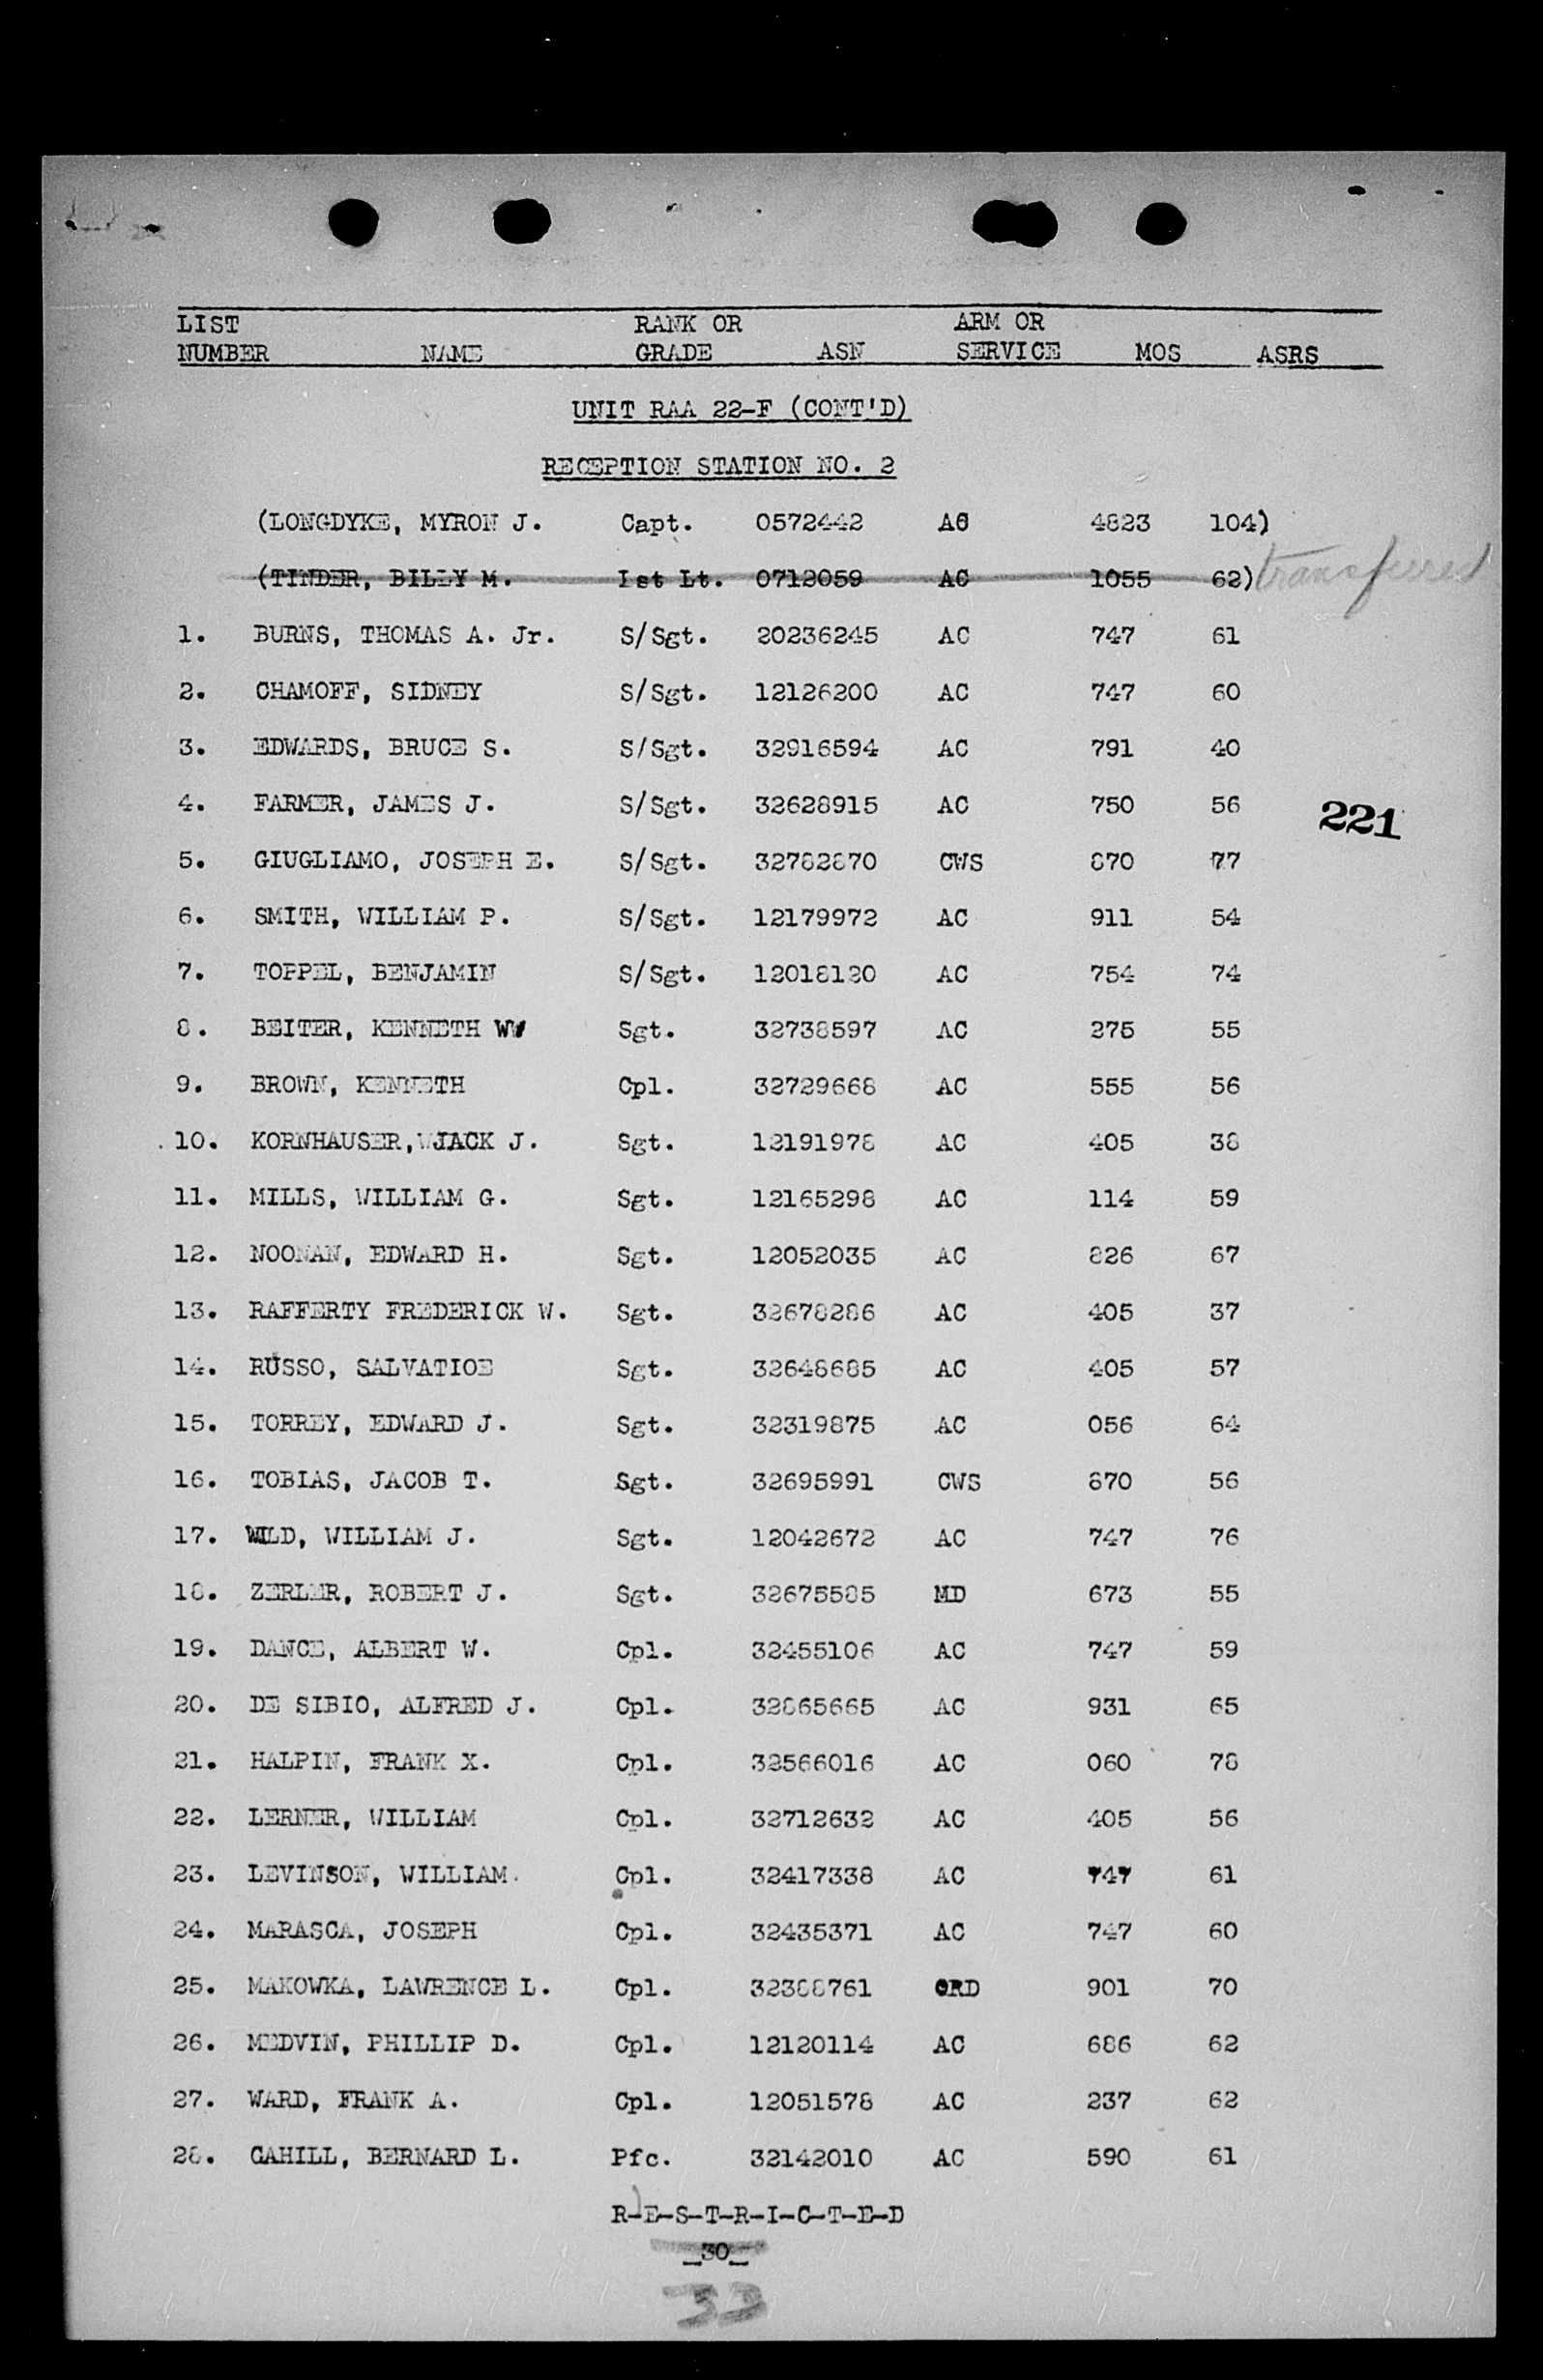 LIST RANK OR ARM OR
NUMBER NAME GRADE ASN SERVICE MOS ASRS
UNIT RAA 22-F (CONT'D)
RECEPTION STATION NO. 2
(LONGDYKE, MYRON J. Capt. 0572442 AC 4823 104)
(TINDER, BILLY M. 1st Lt. 0712059 AC 1055 62) transferred
1. BURNS, THOMAS A. Jr. S/Sgt. 20236245 AC 747 61
2. CHAMOFF, SIDNEY S/Sgt. 12126200 AC 747 60
3. EDWARDS, BRUCE S. S/Sgt. 32916594 AC 791 40
4. FARMER, JAMES J. S/Sgt. 32628915 AC 750 56
221
5. GIUGLIAMO, JOSEPH E. S/Sgt. 32782870 CWS 870 77
6. SMITH, WILLIAM P. S/Sgt. 12179972 AC 911 54
7. TOPPEL, BENJAMIN S/Sgt. 12018120 AC 754 74
8. BEITER, KENNETH W Sgt. 32738597 AC 275 55
9. BROWN, KENNETH Cpl. 32729668 AC 555 56
10. KORNHAUSER, JACK J. Sgt. 12191978 AC 405 38
11. MILLS, WILLIAM G. Sgt. 12165298 AC 114 59
12. NOONAN, EDWARD H. Sgt. 12052035 AC 826 67
13. RAFFERTY FREDERICK W. Sgt. 32678286 AC 405 37
14. RUSSO, SALVATIOE Sgt. 32648685 AC 405 57
15. TORREY, EDWARD J. Sgt. 32319875 AC 056 64
16. TOBIAS, JACOB T. Sgt. 32695991 CWS 870 56
17. WILD, WILLIAM J. Sgt. 12042672 AC 747 76
18. ZERLER, ROBERT J. Sgt. 32675585 MD 673 55
19. DANCE, ALBERT W. Cpl. 32455106 AC 747 59
20. DE SIBIO, ALFRED J. Cpl. 32865665 AC 931 65
21. HALPIN, FRANK X. Cpl. 32566016 AC 060 78
22. LERNER, WILLIAM Cpl. 32712632 AC 405 56
23. LEVINSON, WILLIAM. Cpl. 32417338 AC 747 61
24. MARASCA, JOSEPH Cpl. 32435371 AC 747 60
25. MAKOWKA, LAWRENCE L. Cpl. 32388761 ORD 901 70
26. MEDVIN, PHILLIP D. Cpl. 12120114 AC 686 62
27. WARD, FRANK A. Cpl. 12051578 AC 237 62
28. CAHILL, BERNARD L. Pfc. 32142010 AC 590 61
R-E-S-T-R-I-C-T-E-D
_30_
33